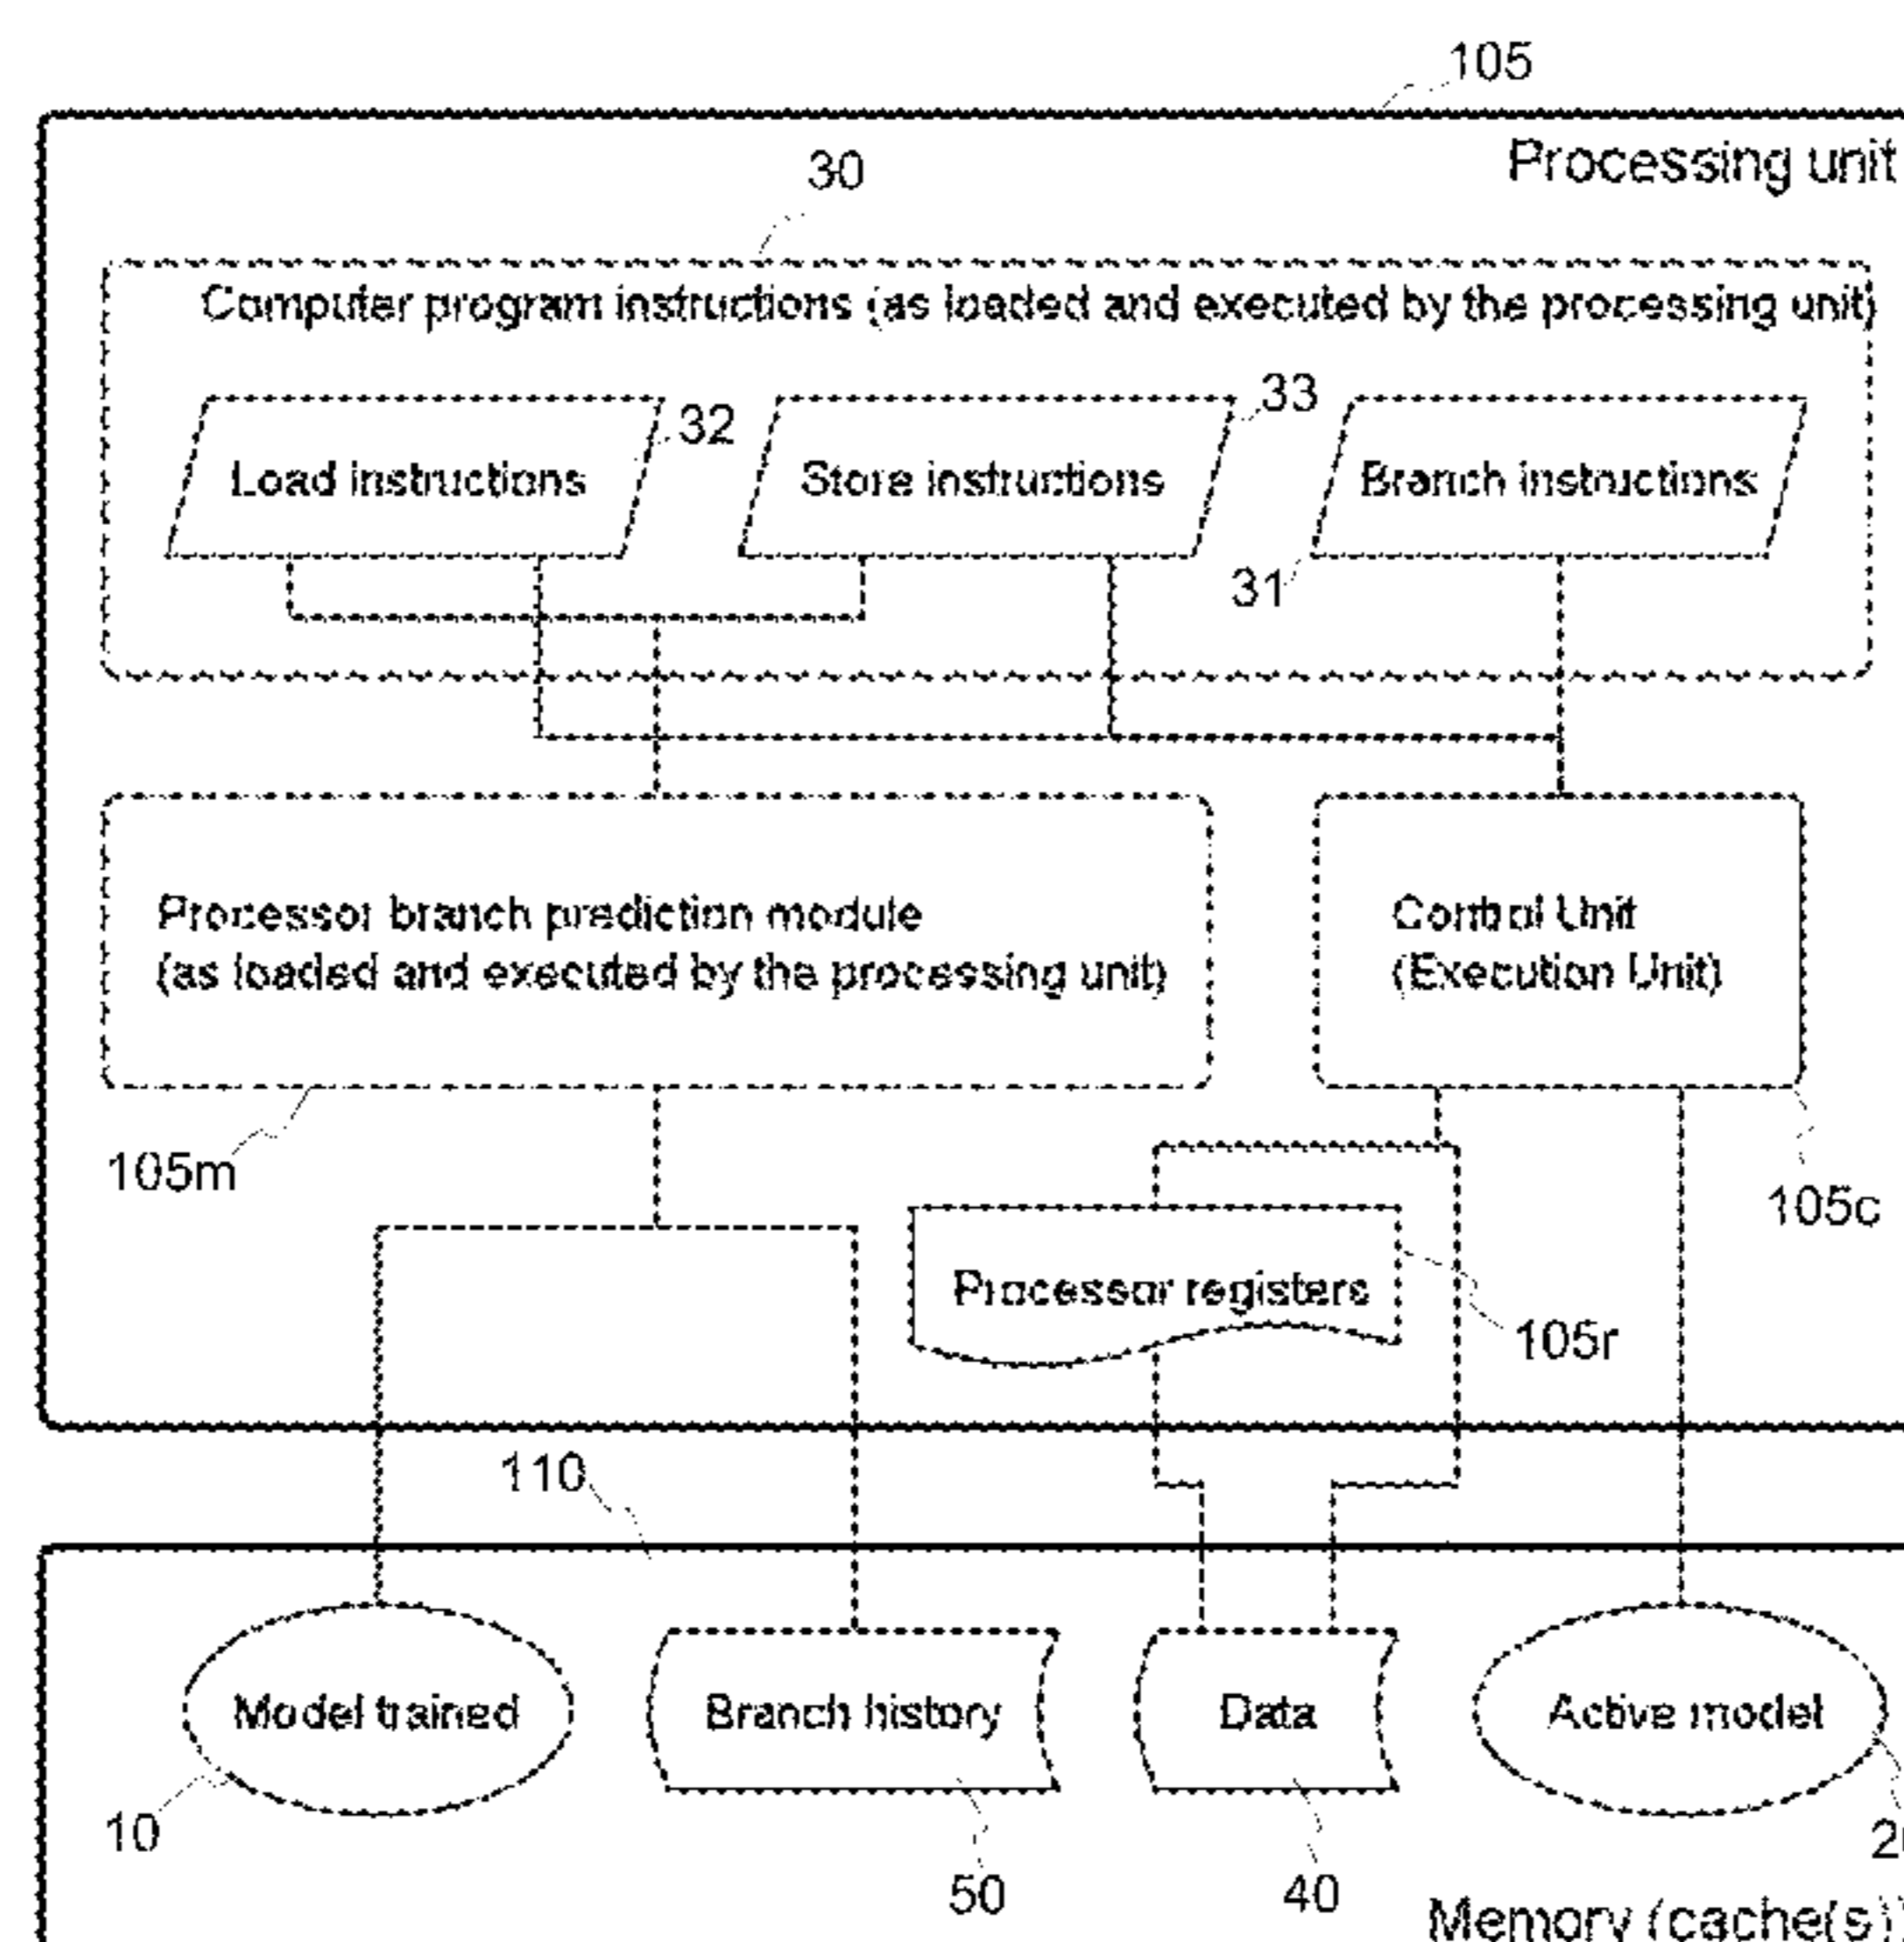 105
Processing unit
30
Computer program instructions (as loaded and executed by the processing unit)
32
33
Load instructions
Store instructions
Branch instructions
31
Processor branch prediction module
(as loaded and executed by the processing unit)
Control Unit
(Execution Unit)
105m
105c
Processor registers
105r
110
Model trained
Branch history
Data
Active model
10
50
40
Memory (cache(s)